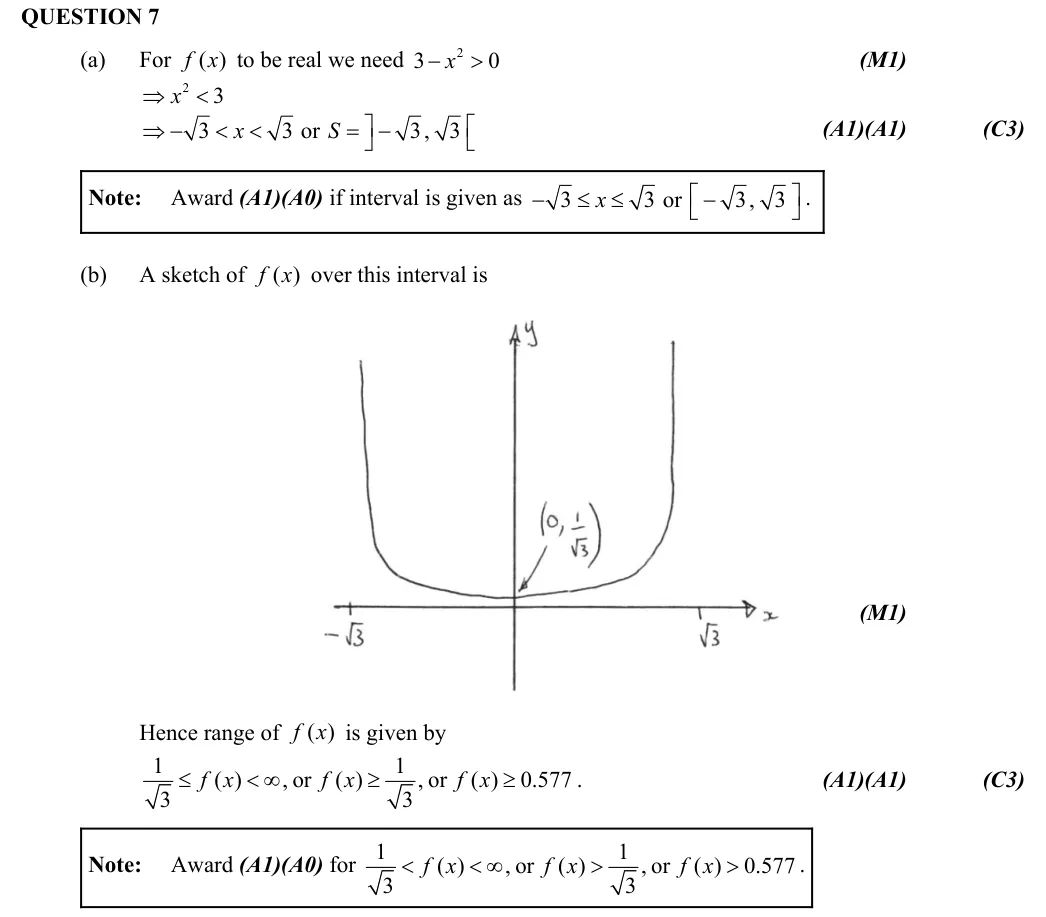 QUESTION 7
(a) For f(x) to be real we need 3 − x² > 0 (M1)
⇒ x² < 3
⇒ −√3 < x < √3 or S = ]−√3, √3[ (A1)(A1) (C3)
Note: Award (A1)(A0) if interval is given as −√3 ≤ x ≤ √3 or [−√3, √3].
(b) A sketch of f(x) over this interval is
y
(0, 1/√3)
x (M1)
−√3 √3
Hence range of f(x) is given by
1/√3 ≤ f(x) < ∞, or f(x) ≥ 1/√3, or f(x) ≥ 0.577. (A1)(A1) (C3)
Note: Award (A1)(A0) for 1/√3 < f(x) < ∞, or f(x) > 1/√3, or f(x) > 0.577.